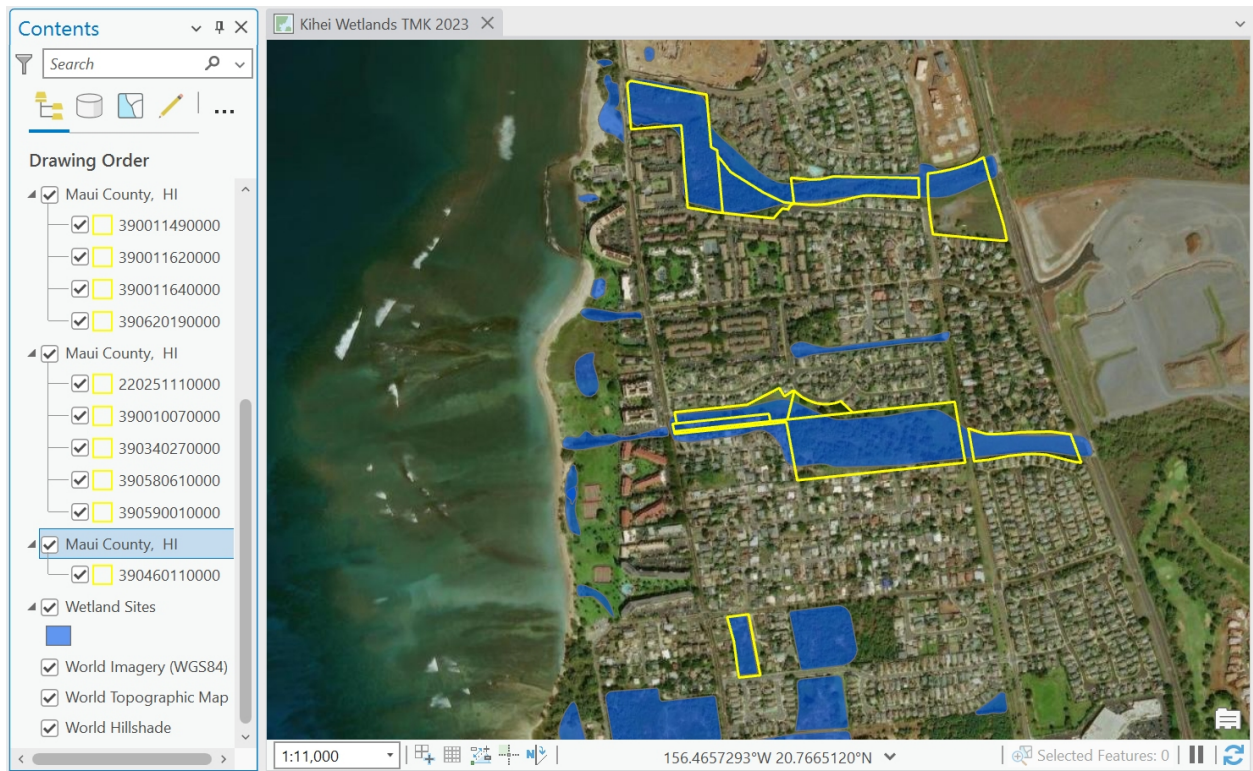 Contents
Kihei Wetlands TMK 2023
Search
Drawing Order
Maui County, HI
390011490000
390011620000
390011640000
390620190000
Maui County, HI
220251110000
390010070000
390340270000
390580610000
390590010000
Maui County, HI
390460110000
Wetland Sites
World Imagery (WGS84)
World Topographic Map
World Hillshade
1:11,000
156.4657293°W 20.7665120°N
Selected Features: 0